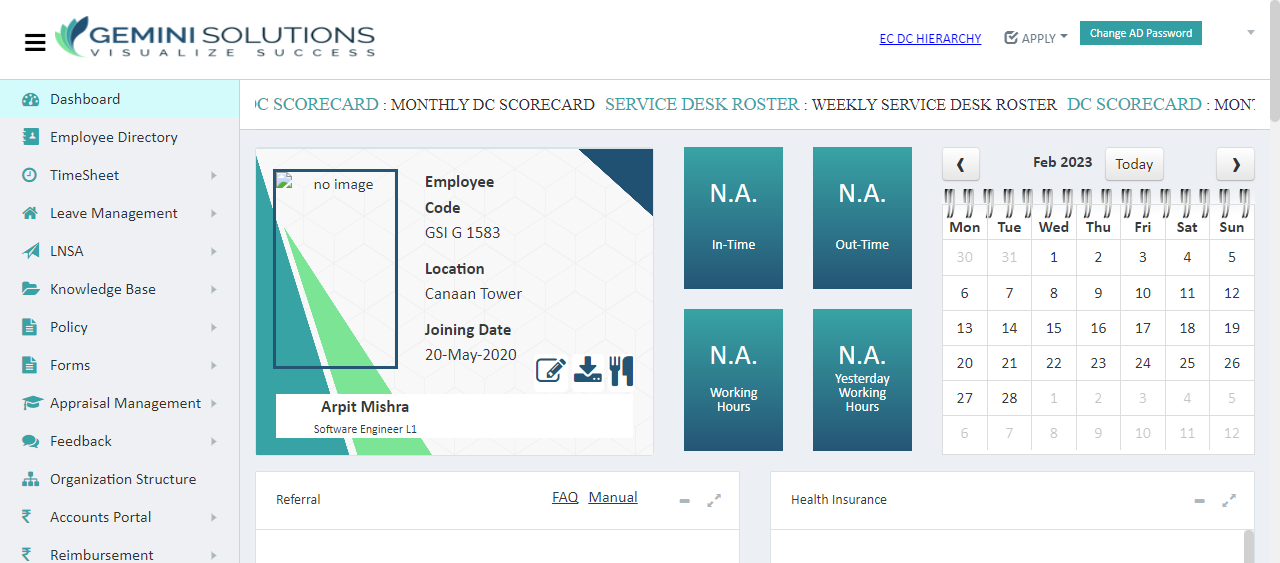 GEMINI SOLUTIONS
VISUALIZE SUCCESS
EC DC HIERARCHY
APPLY
Change AD Password
Dashboard
Employee Directory
TimeSheet
Leave Management
LNSA
Knowledge Base
Policy
Forms
Appraisal Management
Feedback
Organization Structure
Accounts Portal
Reimbursement
DC SCORECARD : MONTHLY DC SCORECARD SERVICE DESK ROSTER : WEEKLY SERVICE DESK ROSTER DC SCORECARD : MONT
no image
Employee
Code
GSI G 1583
Location
Canaan Tower
Joining Date
20-May-2020
Arpit Mishra
Software Engineer L1
N.A.
In-Time
N.A.
Out-Time
N.A.
Working
Hours
N.A.
Yesterday
Working
Hours
❮ Feb 2023 Today ❯
Mon Tue Wed Thu Fri Sat Sun
30 31 1 2 3 4 5
6 7 8 9 10 11 12
13 14 15 16 17 18 19
20 21 22 23 24 25 26
27 28 1 2 3 4 5
6 7 8 9 10 11 12
Referral
FAQ Manual
Health Insurance